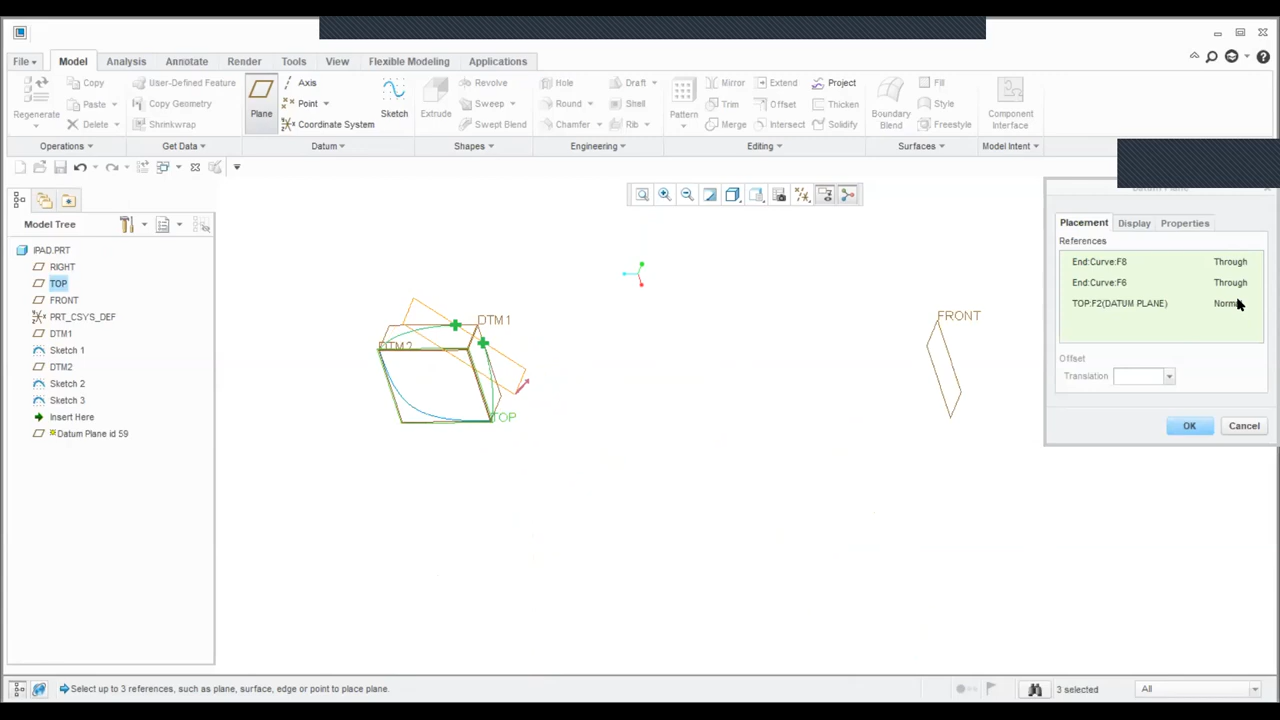 File
Model
Analysis
Annotate
Render
Tools
View
Flexible Modeling
Applications
Regenerate
Copy
Paste
Delete
User-Defined Feature
Copy Geometry
Shrinkwrap
Plane
Axis
Point
Coordinate System
Sketch
Extrude
Revolve
Sweep
Swept Blend
Hole
Round
Chamfer
Draft
Shell
Rib
Pattern
Mirror
Trim
Merge
Extend
Offset
Intersect
Project
Thicken
Solidify
Boundary
Blend
Fill
Style
Freestyle
Component
Interface
Operations
Get Data
Datum
Shapes
Engineering
Editing
Surfaces
Model Intent
Model Tree
IPAD.PRT
RIGHT
TOP
FRONT
PRT_CSYS_DEF
DTM1
Sketch 1
DTM2
Sketch 2
Sketch 3
Insert Here
Datum Plane id 59
DTM1
DTM2
TOP
FRONT
Placement
Display
Properties
References
End:Curve:F8 Through
End:Curve:F6 Through
TOP:F2(DATUM PLANE)
Offset
Translation
OK
Cancel
Select up to 3 references, such as plane, surface, edge or point to place plane.
3 selected
All